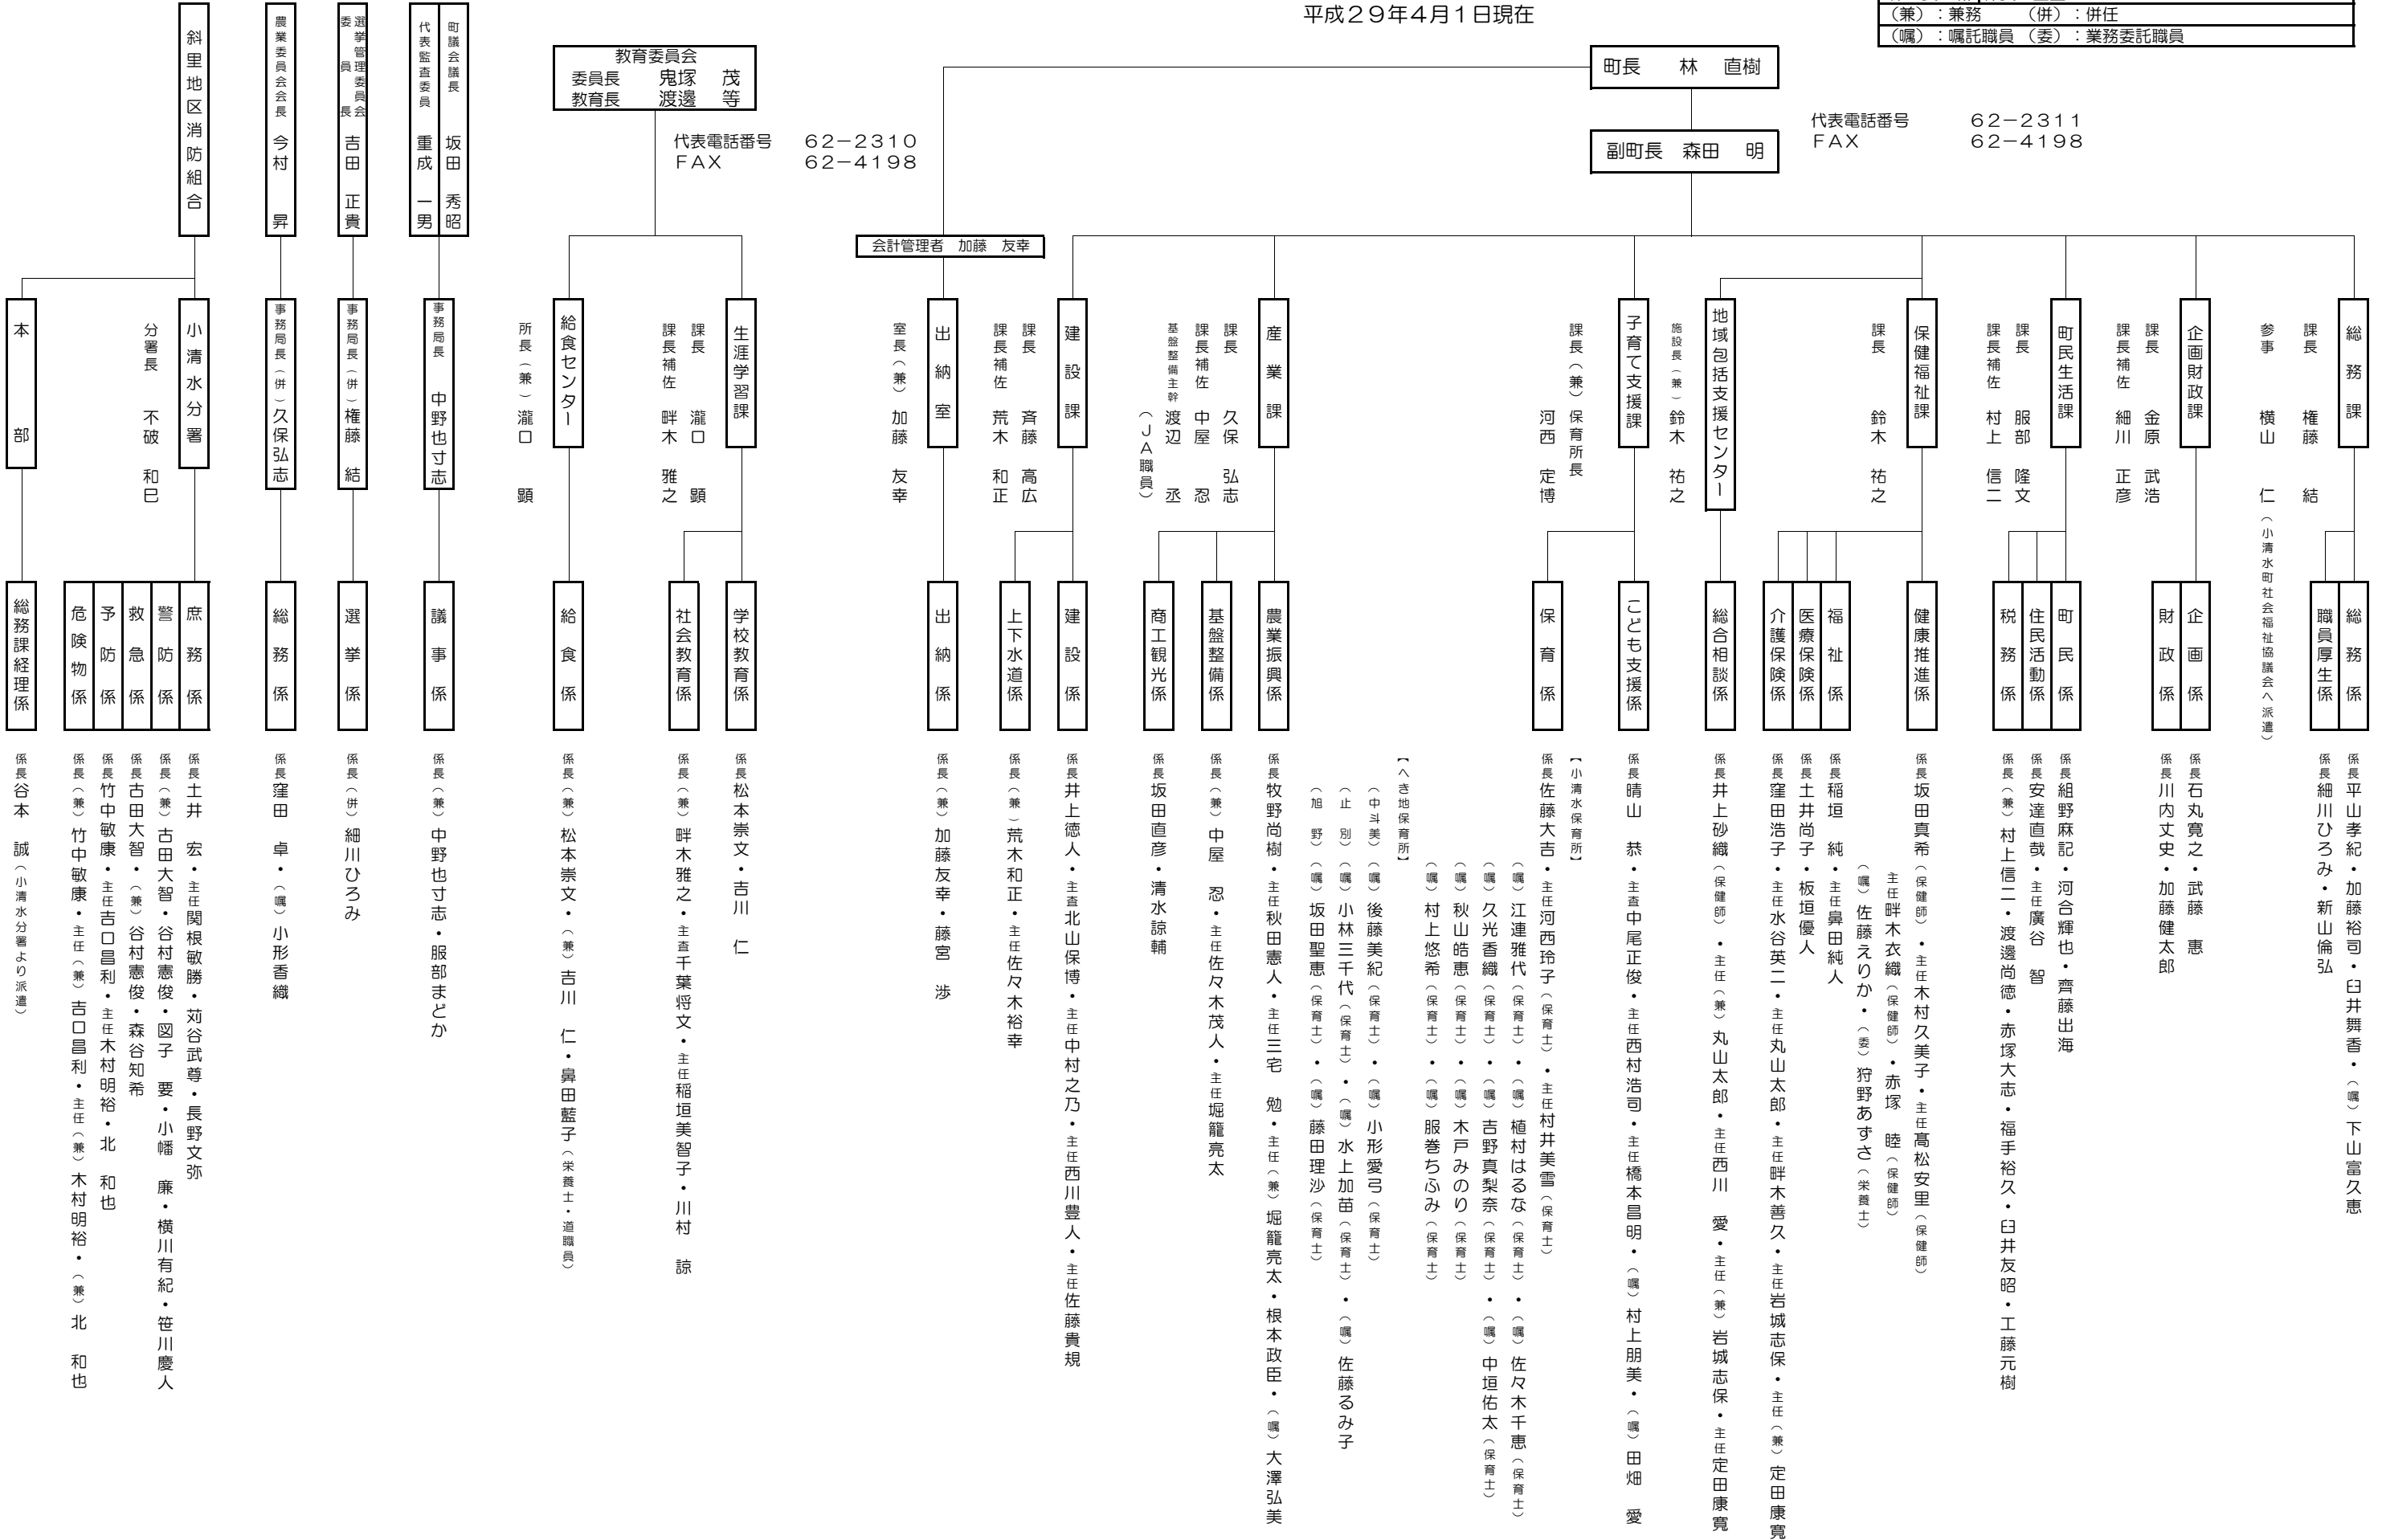 平成２９年４月１日現在
（兼）：兼務　（併）：併任
（嘱）：嘱託職員　（委）：業務委託職員
町長　林　直樹
副町長　森田　明
代表電話番号　６２－２３１１
ＦＡＸ　６２－４１９８
教育委員会
委員長　鬼塚　茂
教育長　渡邊　等
代表電話番号　６２－２３１０
ＦＡＸ　６２－４１９８
会計管理者　加藤　友幸
町議会議長　坂田　秀昭
代表監査委員　重成　一男
選挙管理委員会
委員長　吉田　正貴
農業委員会会長　今村　昇
斜里地区消防組合
総務課
課長　権藤　結
参事　横山　仁（小清水町社会福祉協議会へ派遣）
企画財政課
課長　金原　武浩
課長補佐　細川　正彦
町民生活課
課長　服部　隆文
課長補佐　村上　信二
保健福祉課
課長　鈴木　祐之
地域包括支援センター
施設長（兼）鈴木　祐之
子育て支援課
課長（兼）保育所長
河西　定博
産業課
課長　久保　弘志
課長補佐　中屋　忍
基盤整備主幹　渡辺　丞
（ＪＡ職員）
建設課
課長　斉藤　高広
課長補佐　荒木　和正
出納室
室長（兼）加藤　友幸
生涯学習課
課長　瀧口　顕
課長補佐　畔木　雅之
給食センター
所長（兼）瀧口　顕
事務局長　中野也寸志
事務局長（併）権藤　結
事務局長（併）久保弘志
小清水分署
分署長　不破　和巳
本部
総務係
職員厚生係
企画係
財政係
町民係
住民活動係
税務係
健康推進係
福祉係
医療保険係
介護保険係
総合相談係
こども支援係
保育係
農業振興係
基盤整備係
商工観光係
建設係
上下水道係
出納係
学校教育係
社会教育係
給食係
議事係
選挙係
総務係
庶務係
警防係
救急係
予防係
危険物係
総務課経理係
係長平山孝紀・加藤裕司・臼井舞香・（嘱）下山富久恵
係長細川ひろみ・新山倫弘
係長石丸寛之・武藤　恵
係長川内丈史・加藤健太郎
係長組野麻記・河合輝也・齊藤出海
係長安達直哉・主任廣谷　智
係長（兼）村上信二・渡邊尚徳・赤塚大志・福手裕久・臼井友昭・工藤元樹
係長坂田真希（保健師）・主任木村久美子・主任髙松安里（保健師）
主任畔木衣織（保健師）・赤塚　睦（保健師）
（嘱）佐藤えりか・（委）狩野あずさ（栄養士）
係長稲垣　純・主任鼻田純人
係長土井尚子・板垣優人
係長窪田浩子・主任水谷英二・主任丸山太郎・主任畔木善久・主任岩城志保・主任（兼）定田康寛
係長井上砂織（保健師）・主任（兼）丸山太郎・主任西川　愛・主任（兼）岩城志保・主任定田康寛
係長晴山　恭・主査中尾正俊・主任西村浩司・主任橋本昌明・（嘱）村上朋美・（嘱）田畑　愛
【小清水保育所】
係長佐藤大吉・主任河西玲子（保育士）・主任村井美雪（保育士）
（嘱）江連雅代（保育士）・（嘱）植村はるな（保育士）・（嘱）佐々木千恵（保育士）
（嘱）久光香織（保育士）・（嘱）吉野真梨奈（保育士）・（嘱）中垣佑太（保育士）
（嘱）秋山皓恵（保育士）・（嘱）木戸みのり（保育士）
（嘱）村上悠希（保育士）・（嘱）服巻ちふみ（保育士）
【へき地保育所】
（中斗美）（嘱）後藤美紀（保育士）・（嘱）小形愛弓（保育士）
（止　別）（嘱）小林三千代（保育士）・（嘱）水上加苗（保育士）・（嘱）佐藤るみ子
（旭　野）（嘱）坂田聖恵（保育士）・（嘱）藤田理沙（保育士）
係長牧野尚樹・主任秋田憲人・主任三宅　勉・主任（兼）堀籠亮太・根本政臣・（嘱）大澤弘美
係長（兼）中屋　忍・主任佐々木茂人・主任堀籠亮太
係長坂田直彦・清水諒輔
係長井上徳人・主査北山保博・主任中村之乃・主任西川豊人・主任佐藤貴規
係長（兼）荒木和正・主任佐々木裕幸
係長（兼）加藤友幸・藤宮　渉
係長松本崇文・吉川　仁
係長（兼）畔木雅之・主査千葉将文・主任稲垣美智子・川村　諒
係長（兼）松本崇文・（兼）吉川　仁・鼻田藍子（栄養士・道職員）
係長（兼）中野也寸志・服部まどか
係長（併）細川ひろみ
係長窪田　卓・（嘱）小形香織
係長土井　宏・主任関根敏勝・苅谷武尊・長野文弥
係長（兼）古田大智・谷村憲俊・図子　要・小幡　廉・横川有紀・笹川慶人
係長古田大智・（兼）谷村憲俊・森谷知希
係長竹中敏康・主任吉口昌利・主任木村明裕・北　和也
係長（兼）竹中敏康・主任（兼）吉口昌利・主任（兼）木村明裕・（兼）北　和也
係長谷本　誠（小清水分署より派遣）